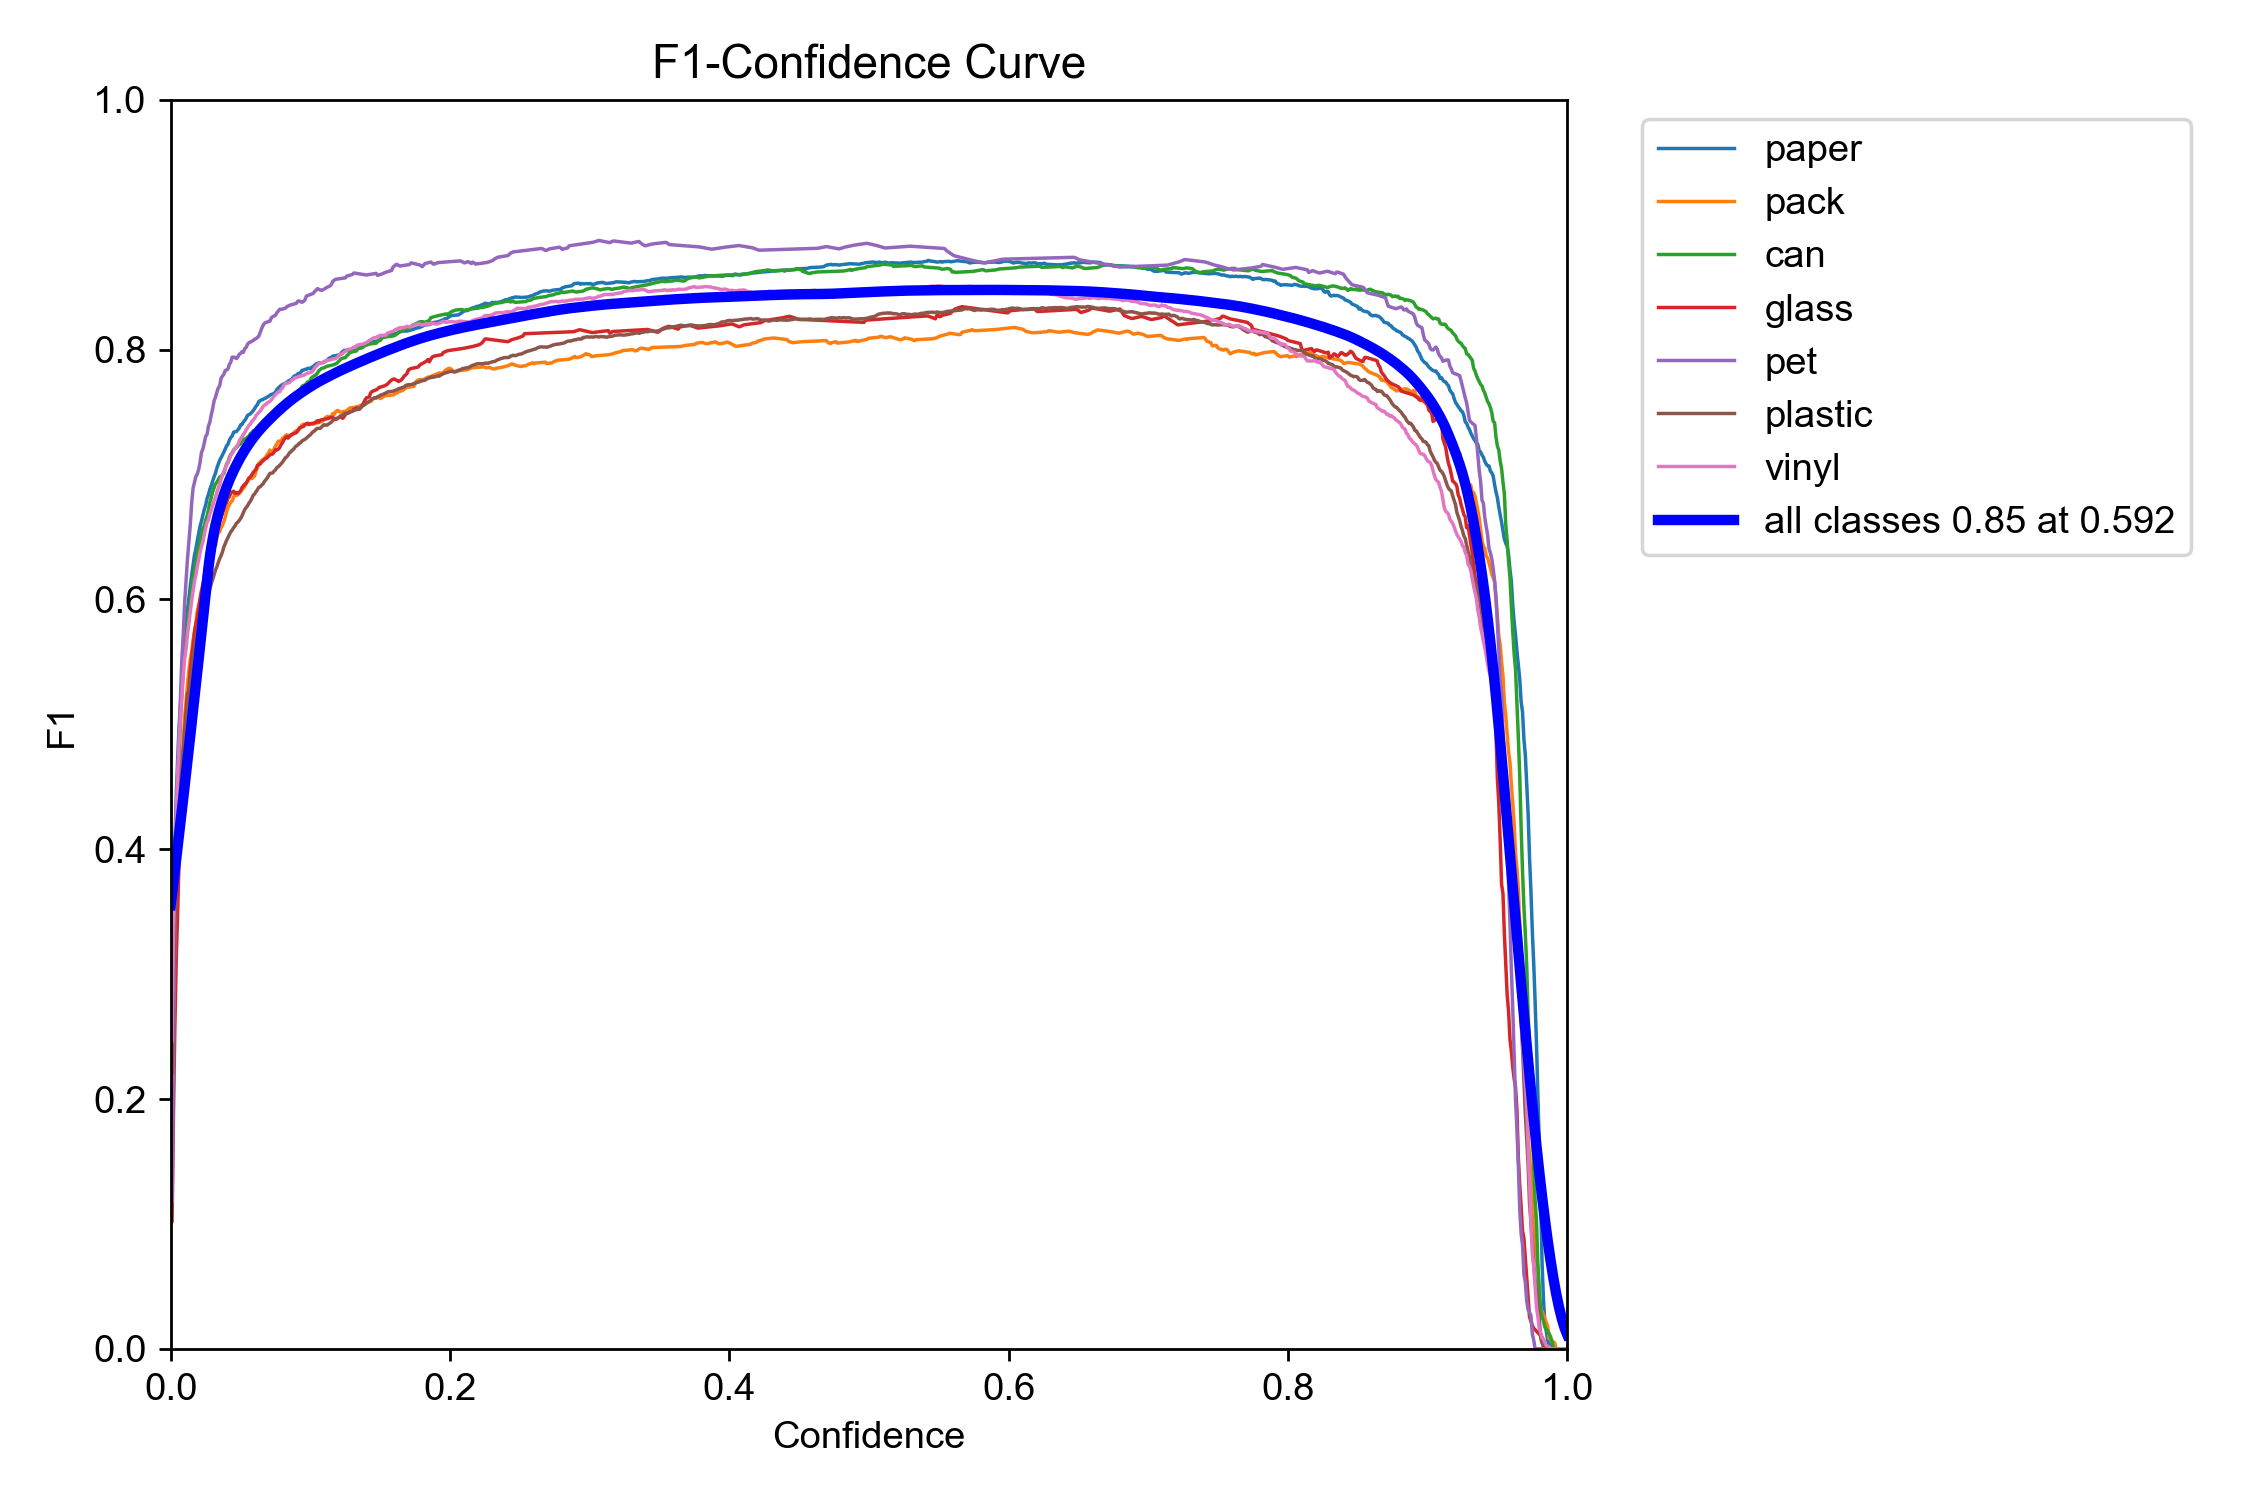 F1-Confidence Curve
1.0
0.8
0.6
0.4
0.2
0.0
F1
0.0 0.2 0.4 0.6 0.8 1.0
Confidence
paper
pack
can
glass
pet
plastic
vinyl
all classes 0.85 at 0.592